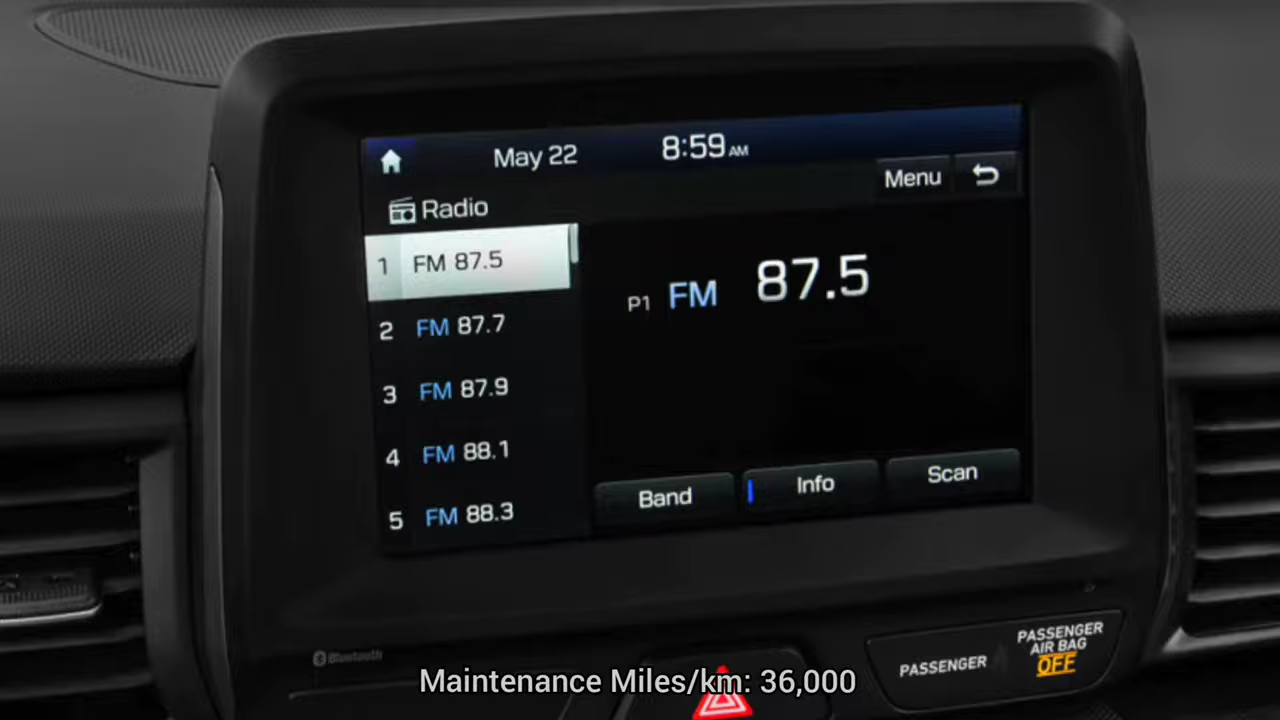 May 22 8:59 AM
Menu
Radio
1 FM 87.5
P1 FM 87.5
2 FM 87.7
3 FM 87.9
4 FM 88.1
5 FM 88.3
Band Info Scan
Bluetooth
PASSENGER
PASSENGER
AIR BAG
OFF
Maintenance Miles/km: 36,000